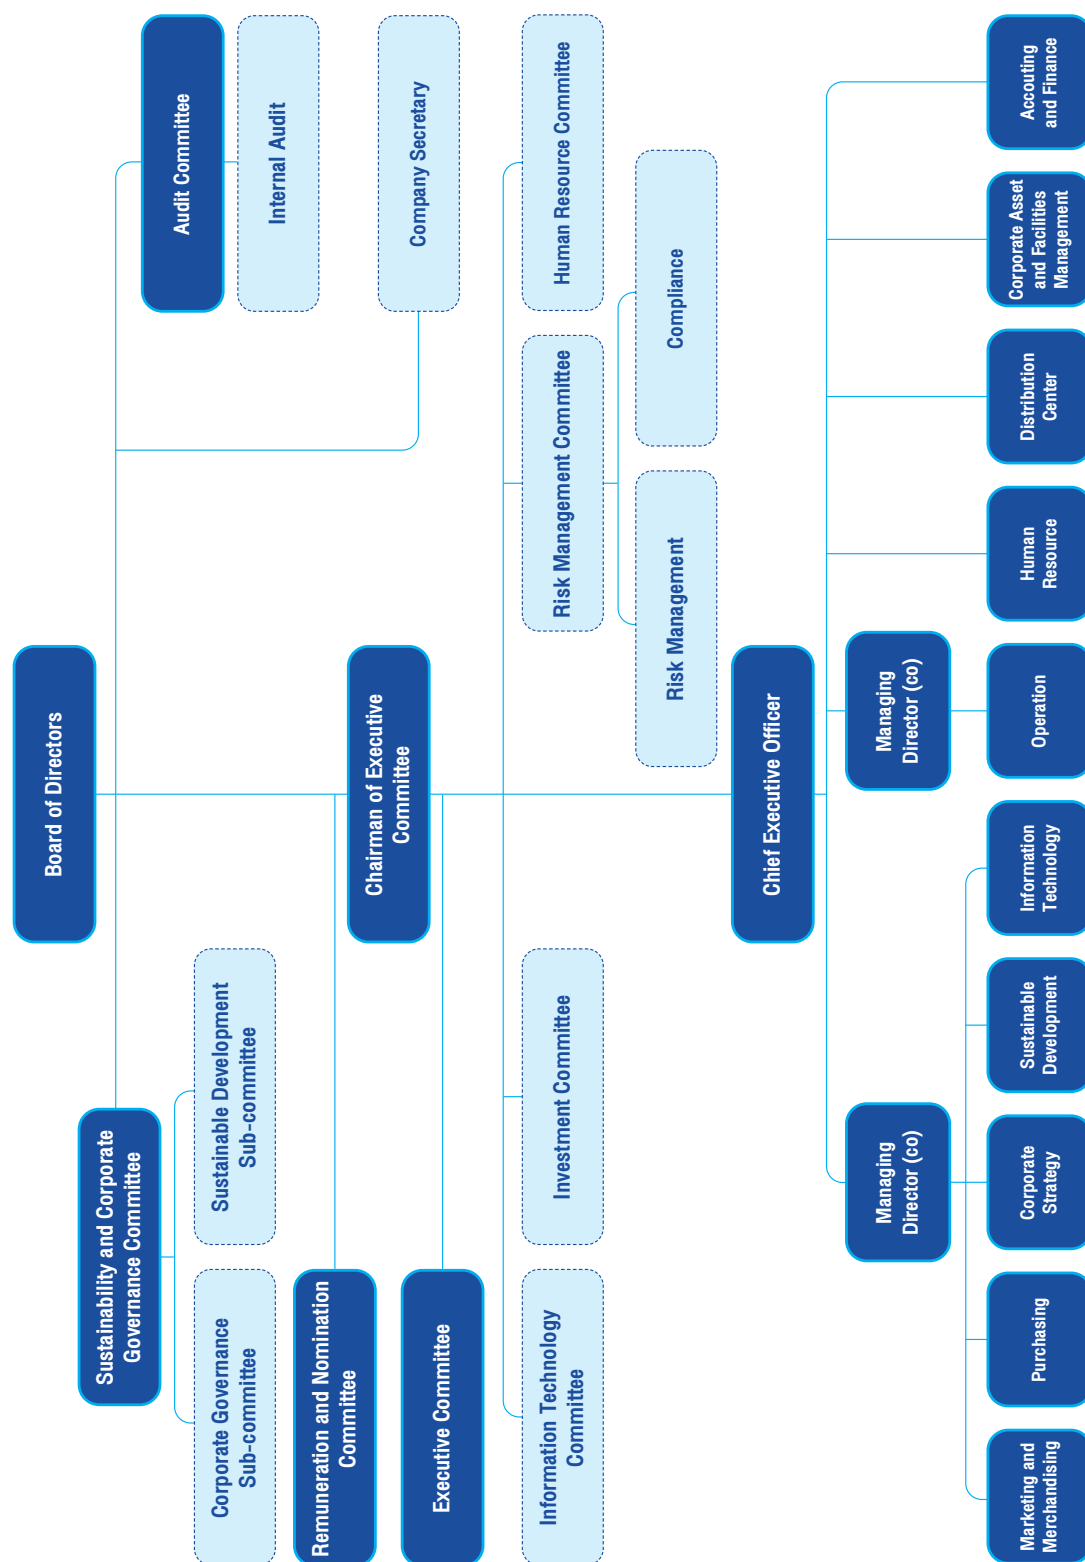 Board of Directors
Sustainability and Corporate
Governance Committee
Audit Committee
Corporate Governance
Sub-committee
Sustainable Development
Sub-committee
Internal Audit
Remuneration and Nomination
Committee
Chairman of Executive
Committee
Company Secretary
Executive Committee
Information Technology
Committee
Investment Committee
Risk Management Committee
Human Resource Committee
Risk Management
Compliance
Chief Executive Officer
Managing
Director (co)
Managing
Director (co)
Marketing and
Merchandising
Purchasing
Corporate
Strategy
Sustainable
Development
Information
Technology
Operation
Human
Resource
Distribution
Center
Corporate Asset
and Facilities
Management
Accouting
and Finance